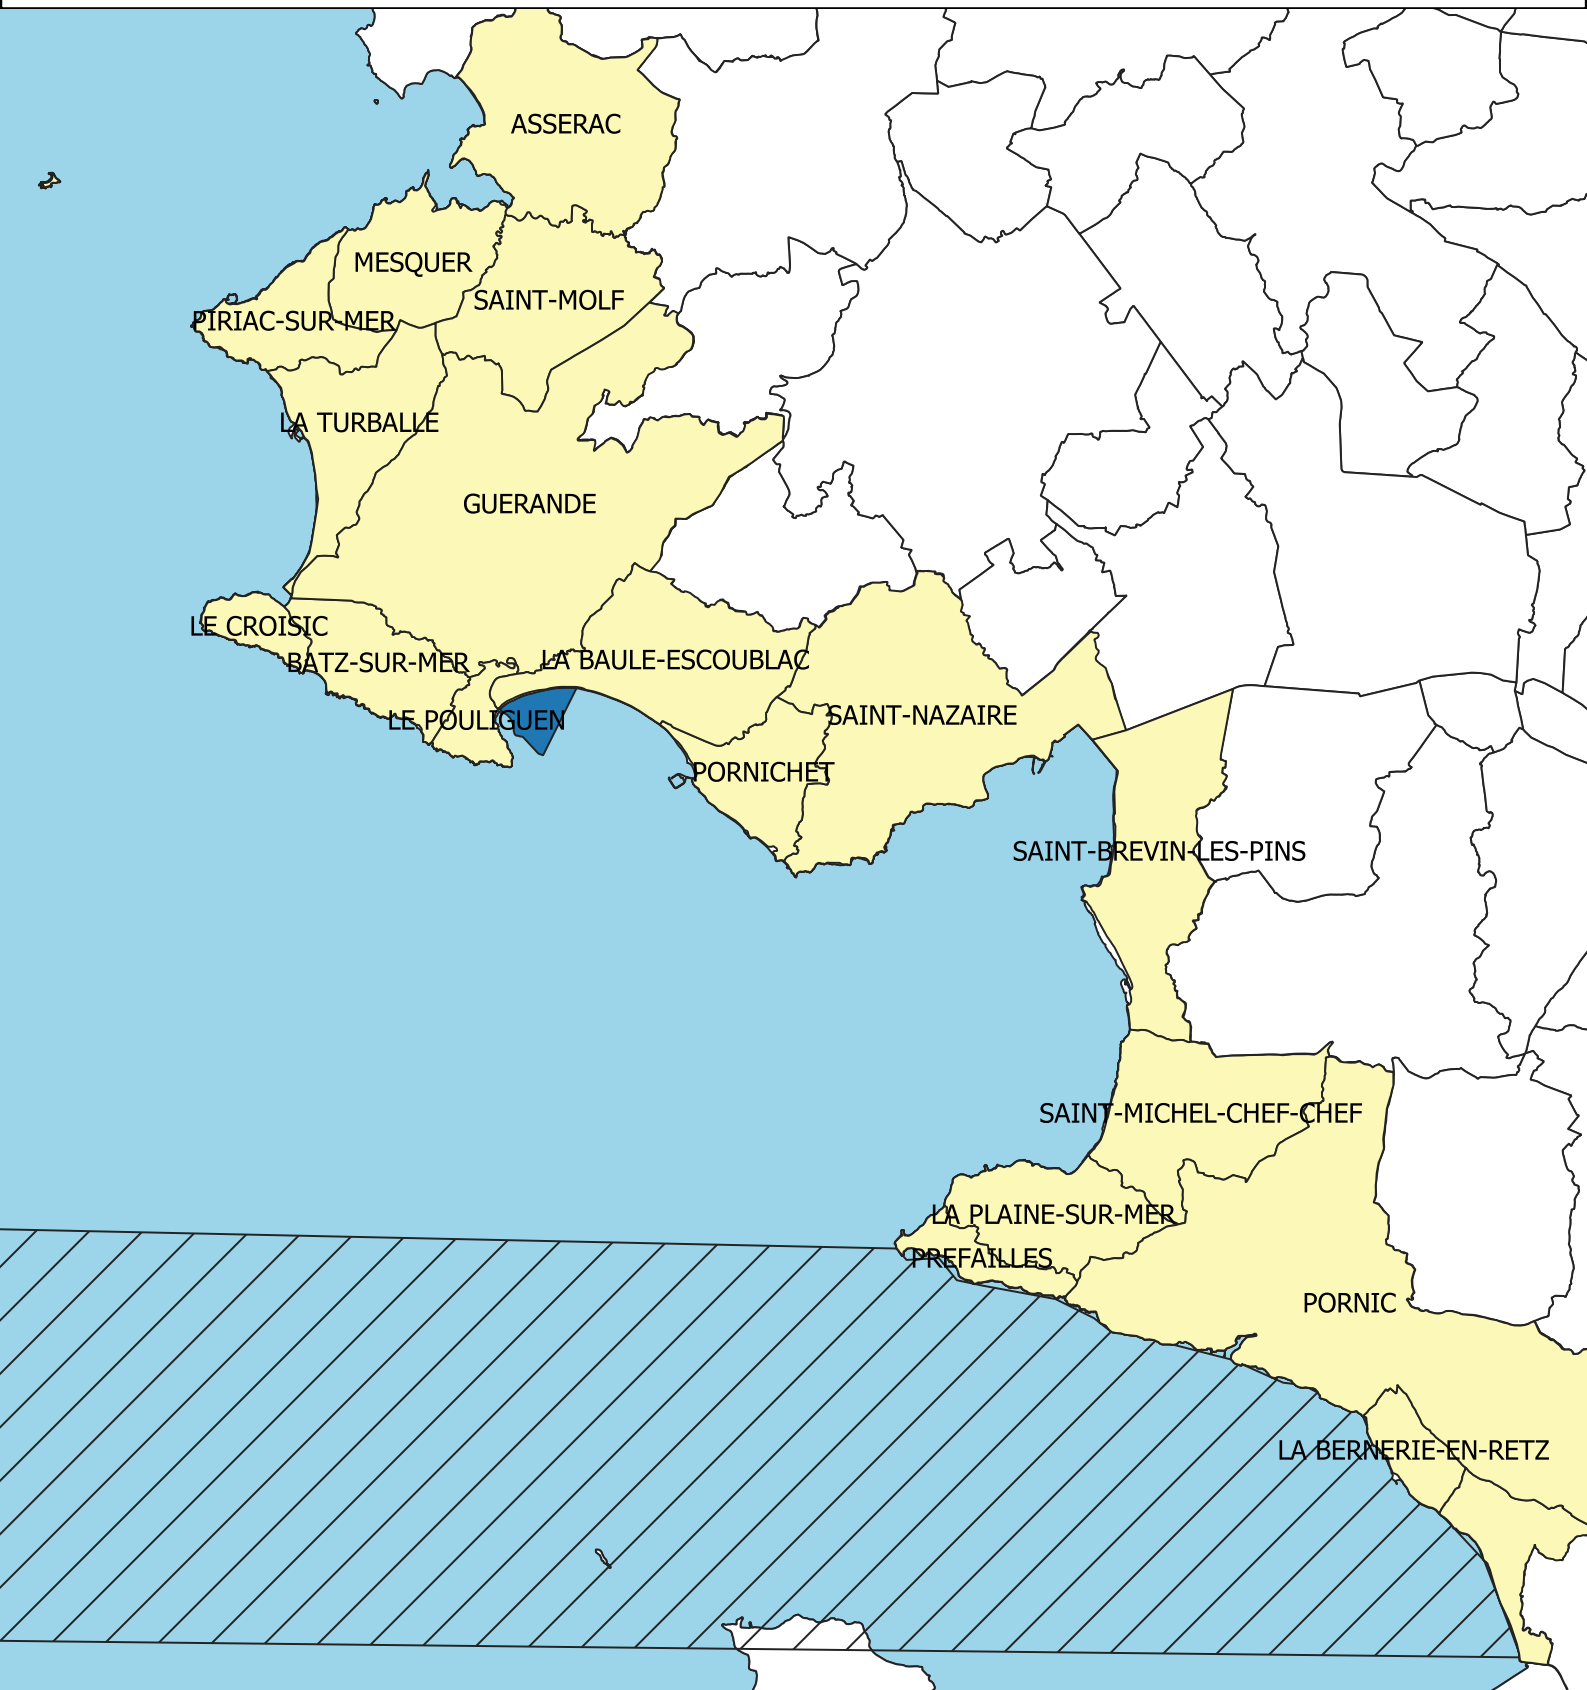 ASSERAC
MESQUER
SAINT-MOLF
PIRIAC-SUR-MER
LA TURBALLE
GUERANDE
LE CROISIC
BATZ-SUR-MER
LA BAULE-ESCOUBLAC
LE POULIGUEN
SAINT-NAZAIRE
PORNICHET
SAINT-BREVIN-LES-PINS
SAINT-MICHEL-CHEF-CHEF
LA PLAINE-SUR-MER
PREFAILLES
PORNIC
LA BERNERIE-EN-RETZ